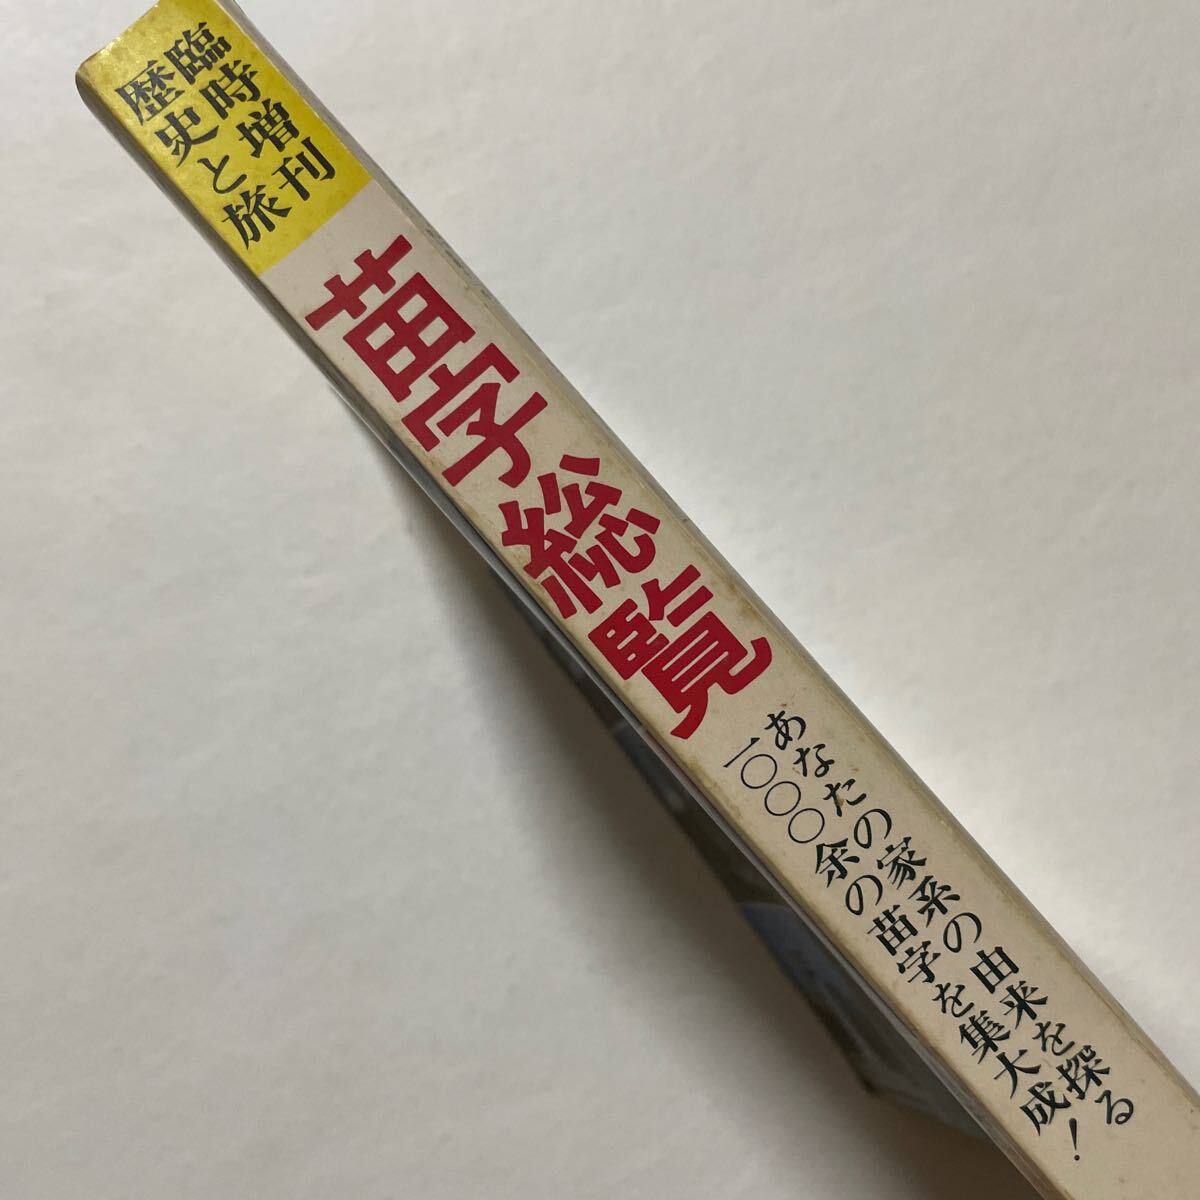 臨時増刊
歴史と旅
苗字総覧
あなたの家系の由来を探る
一〇〇〇余の苗字を集大成！